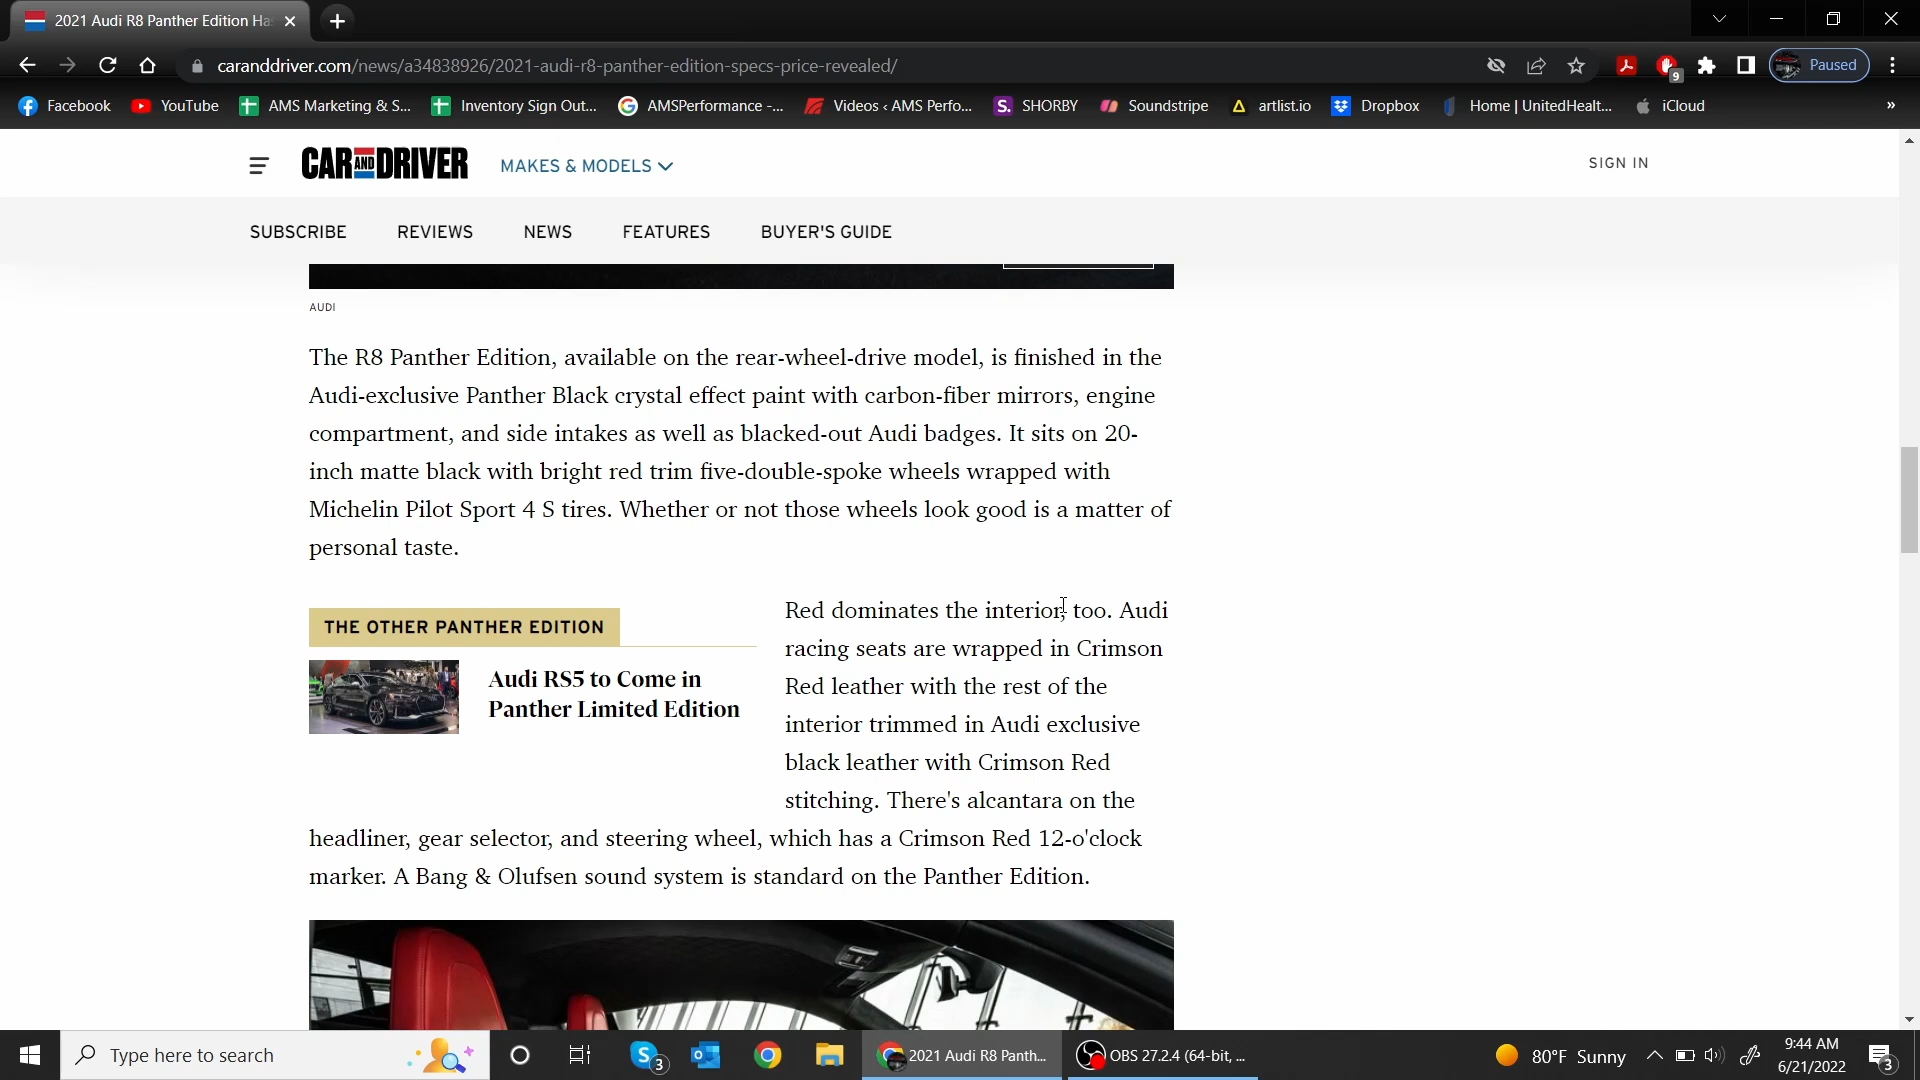 2021 Audi R8 Panther Edition Ha
caranddriver.com/news/a34838926/2021-audi-r8-panther-edition-specs-price-revealed/
9
Paused
Facebook
YouTube
AMS Marketing & S...
Inventory Sign Out...
AMSPerformance -...
Videos ‹ AMS Perfo...
SHORBY
Soundstripe
artlist.io
Dropbox
Home | UnitedHealt...
iCloud
»
CAR AND DRIVER
MAKES & MODELS
SIGN IN
SUBSCRIBE
REVIEWS
NEWS
FEATURES
BUYER'S GUIDE
AUDI
The R8 Panther Edition, available on the rear-wheel-drive model, is finished in the
Audi-exclusive Panther Black crystal effect paint with carbon-fiber mirrors, engine
compartment, and side intakes as well as blacked-out Audi badges. It sits on 20-
inch matte black with bright red trim five-double-spoke wheels wrapped with
Michelin Pilot Sport 4 S tires. Whether or not those wheels look good is a matter of
personal taste.
THE OTHER PANTHER EDITION
Audi RS5 to Come in
Panther Limited Edition
Red dominates the interior, too. Audi
racing seats are wrapped in Crimson
Red leather with the rest of the
interior trimmed in Audi exclusive
black leather with Crimson Red
stitching. There's alcantara on the
headliner, gear selector, and steering wheel, which has a Crimson Red 12-o'clock
marker. A Bang & Olufsen sound system is standard on the Panther Edition.
Type here to search
3
2021 Audi R8 Panth...
OBS 27.2.4 (64-bit, ...
80°F Sunny
9:44 AM
6/21/2022
3